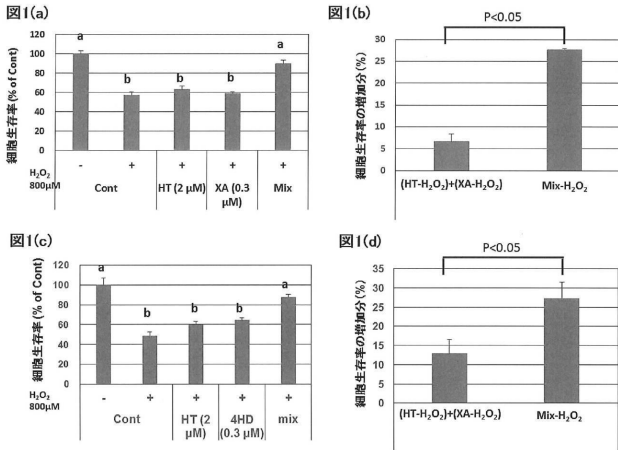 図1(a)
細胞生存率 (% of Cont)
120
100
80
60
40
20
0
a
b
b
b
a
H₂O₂
800μM
-
+
+
+
+
Cont
HT (2 μM)
XA (0.3
μM)
Mix
図1(b)
細胞生存率の増加分(%)
30
25
20
15
10
5
0
P<0.05
(HT-H₂O₂)+(XA-H₂O₂)
Mix-H₂O₂
図1(c)
細胞生存率 (% of Cont)
120
100
80
60
40
20
0
a
b
b
b
a
H₂O₂
800μM
-
+
+
+
+
Cont
HT (2
μM)
4HD
(0.3 μM)
mix
図1(d)
細胞生存率の増加分(%)
35
30
25
20
15
10
5
0
P<0.05
(HT-H₂O₂)+(XA-H₂O₂)
Mix-H₂O₂